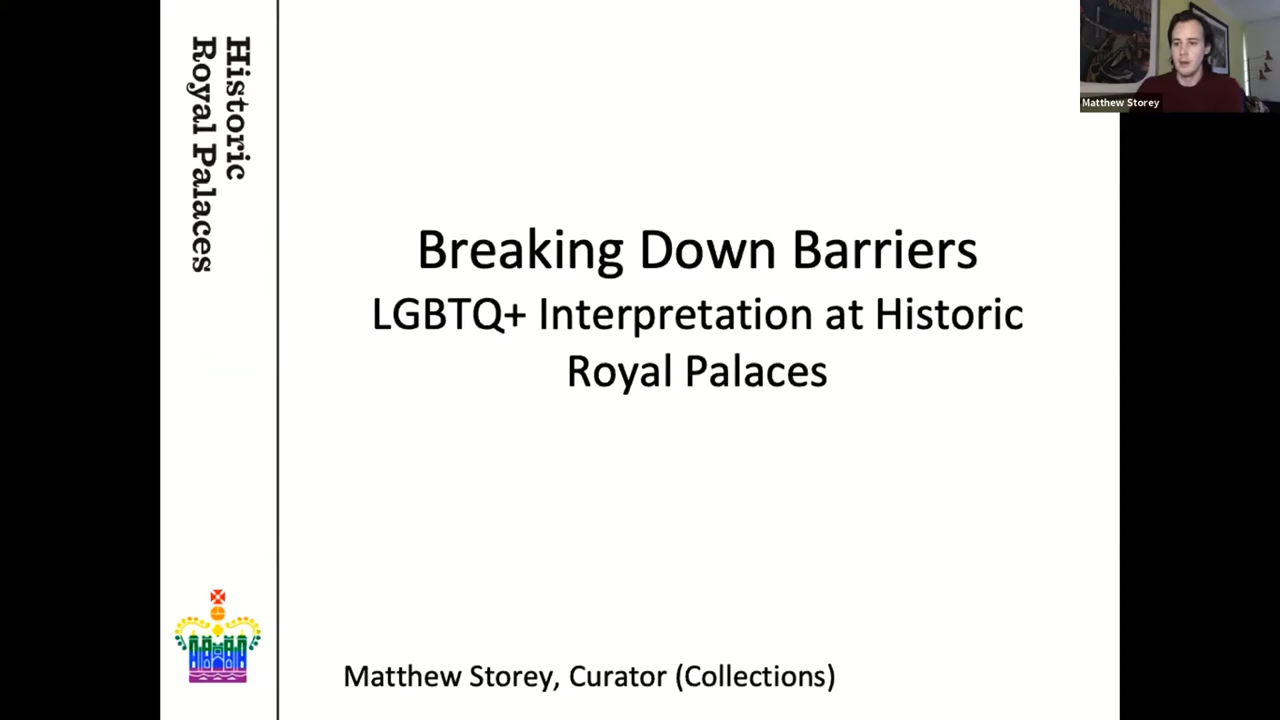 Historic
Royal Palaces
Matthew Storey
Breaking Down Barriers
LGBTQ+ Interpretation at Historic
Royal Palaces
Matthew Storey, Curator (Collections)